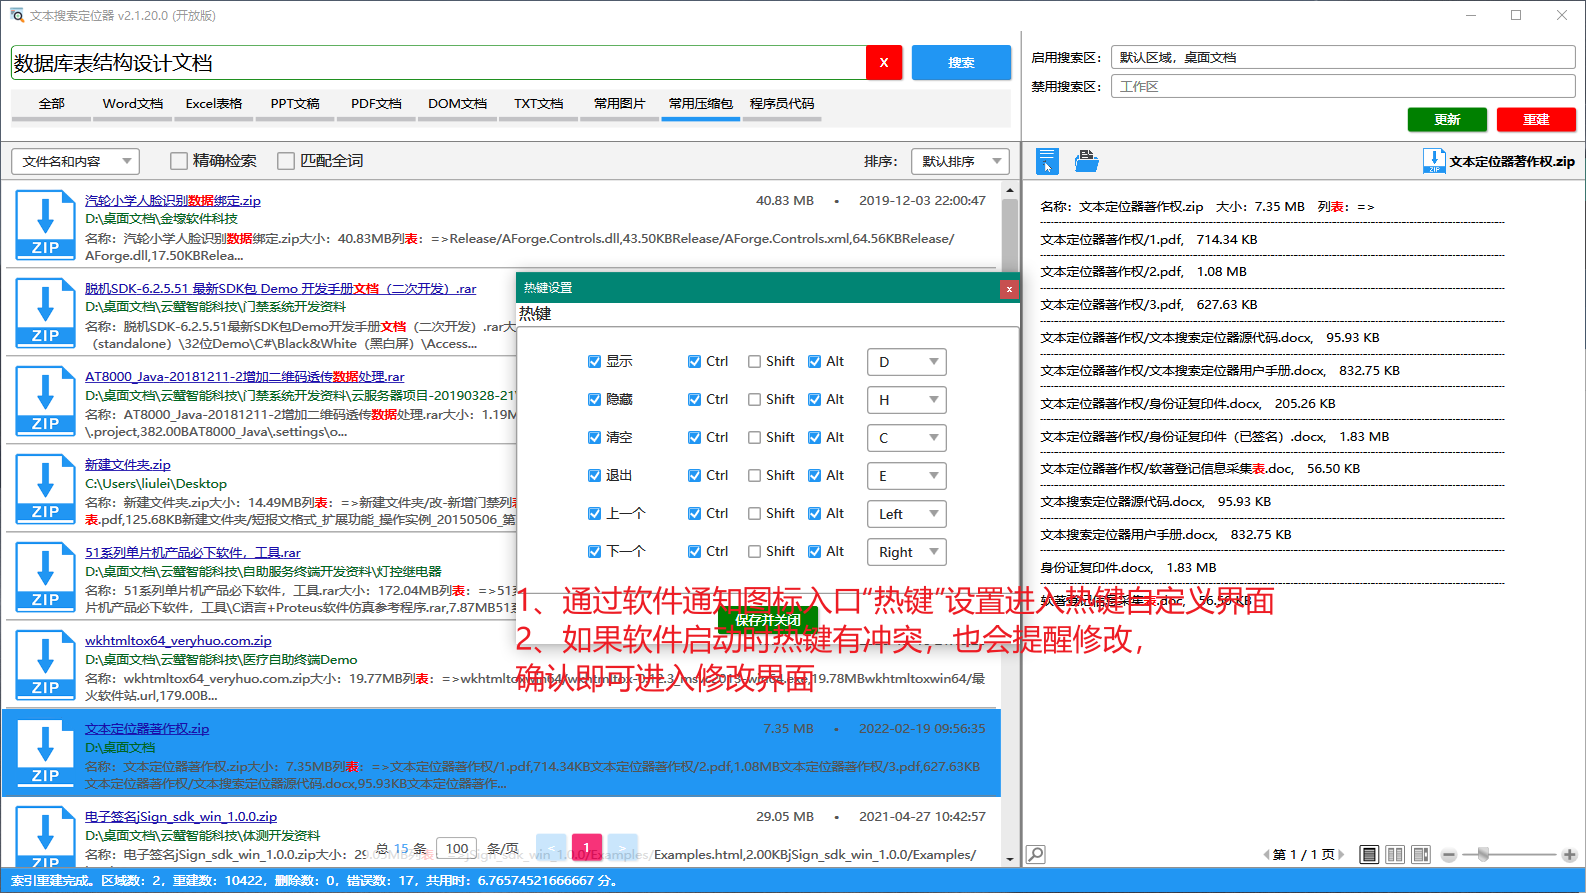 文本搜索定位器 v2.1.20.0 (开放版)
数据库表结构设计文档
X
搜索
全部 Word文档 Excel表格 PPT文稿 PDF文档 DOM文档 TXT文档 常用图片 常用压缩包 程序员代码
启用搜索区： 默认区域，桌面文档
禁用搜索区： 工作区
更新 重建
文件名和内容 精确检索 匹配全词 排序： 默认排序
文本定位器著作权.zip
汽轮小学人脸识别数据绑定.zip 40.83 MB • 2019-12-03 22:00:47
D:\桌面文档\金壕软件科技
名称：汽轮小学人脸识别数据绑定.zip大小：40.83MB列表：=>Release/AForge.Controls.dll,43.50KBRelease/AForge.Controls.xml,64.56KBRelease/
AForge.dll,17.50KBRelea...
脱机SDK-6.2.5.51 最新SDK包 Demo 开发手册文档（二次开发）.rar
D:\桌面文档\云鼞智能科技\门禁系统开发资料
名称：脱机SDK-6.2.5.51最新SDK包Demo开发手册文档（二次开发）.rar大
（standalone）\32位Demo\C#\Black&White（黑白屏）\Access...
AT8000_Java-20181211-2增加二维码透传数据处理.rar
D:\桌面文档\云鼞智能科技\门禁系统开发资料\云服务器项目-20190328-21
名称：AT8000_Java-20181211-2增加二维码透传数据处理.rar大小：1.19M
\.project,382.00BAT8000_Java\.settings\o...
新建文件夹.zip
C:\Users\liulei\Desktop
名称：新建文件夹.zip大小：14.49MB列表：=>新建文件夹/改-新增门禁列表
表.pdf,125.68KB新建文件夹/短报文格式_扩展功能_操作实例_20150506_第
51系列单片机产品必下软件，工具.rar
D:\桌面文档\云鼞智能科技\自助服务终端开发资料\灯控继电器
名称：51系列单片机产品必下软件，工具.rar大小：172.04MB列表：=>51系
片机产品必下软件，工具\C语言+Proteus软件仿真参考程序.rar,7.87MB51系
wkhtmltox64_veryhuo.com.zip
D:\桌面文档\云鼞智能科技\医疗自助终端Demo
名称：wkhtmltox64_veryhuo.com.zip大小：19.77MB列表：=>wkhtmltoxwin64/wkhtmltox-0.12.3_msvc2013-win64.exe,19.78MBwkhtmltoxwin64/最
火软件站.url,179.00B...
文本定位器著作权.zip 7.35 MB • 2022-02-19 09:56:35
D:\桌面文档
名称：文本定位器著作权.zip大小：7.35MB列表：=>文本定位器著作权/1.pdf,714.34KB文本定位器著作权/2.pdf,1.08MB文本定位器著作权/3.pdf,627.63KB
文本定位器著作权/文本搜索定位器源代码.docx,95.93KB文本定位器著作...
电子签名jSign_sdk_win_1.0.0.zip 29.05 MB • 2021-04-27 10:42:57
D:\桌面文档\云鼞智能科技\体测开发资料
名称：电子签名jSign_sdk_win_1.0.0.zip大小：29.05MB列表：=>jSign_sdk_win_1.0.0/Examples/Examples.html,2.00KBjSign_sdk_win_1.0.0/Examples/
ZIP
ZIP
ZIP
ZIP
ZIP
ZIP
ZIP
ZIP
ZIP
总 15 条 100 条/页 < 1 >
热键设置 x
热键
显示 Ctrl Shift Alt D
隐藏 Ctrl Shift Alt H
清空 Ctrl Shift Alt C
退出 Ctrl Shift Alt E
上一个 Ctrl Shift Alt Left
下一个 Ctrl Shift Alt Right
保存并关闭
1、通过软件通知图标入口“热键”设置进入热键自定义界面
2、如果软件启动时热键有冲突，也会提醒修改，
确认即可进入修改界面
名称：文本定位器著作权.zip 大小：7.35 MB 列表：=>
文本定位器著作权/1.pdf, 714.34 KB
文本定位器著作权/2.pdf, 1.08 MB
文本定位器著作权/3.pdf, 627.63 KB
文本定位器著作权/文本搜索定位器源代码.docx, 95.93 KB
文本定位器著作权/文本搜索定位器用户手册.docx, 832.75 KB
文本定位器著作权/身份证复印件.docx, 205.26 KB
文本定位器著作权/身份证复印件（已签名）.docx, 1.83 MB
文本定位器著作权/软著登记信息采集表.doc, 56.50 KB
文本搜索定位器源代码.docx, 95.93 KB
文本搜索定位器用户手册.docx, 832.75 KB
身份证复印件.docx, 1.83 MB
软著登记信息采集表.doc, 56.50 KB
第 1 / 1 页
索引重建完成。区域数：2，重建数：10422，删除数：0，错误数：17，共用时：6.76574521666667 分。